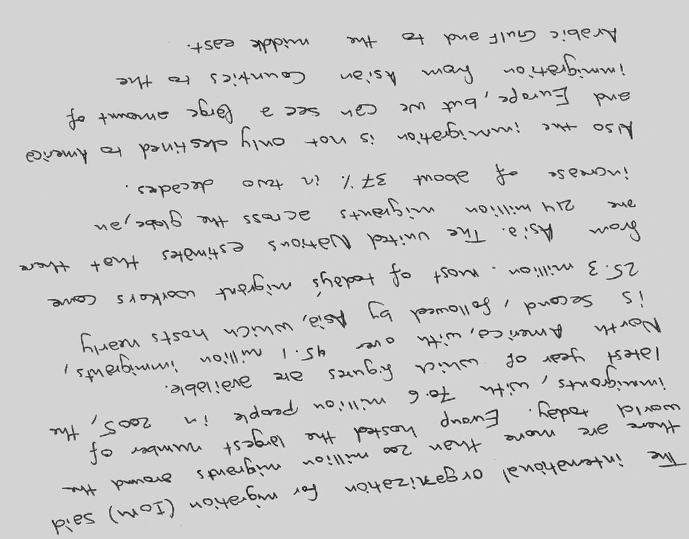 The international organization for migration (IOM) said
there are more than 200 million migrants around the
world today. Europ hosted the largest number of
immigrants, with 70.6 million people in 2005, the
latest year of which figures are available.
North America, with over 45.1 million immigrants,
is second, followed by Asia, which hosts nearly
25.3 million. most of today's migrant workers come
from Asia. The united Nations estimates that there
are 214 million migrants across the globe, an
increase of about 37% in two decades.
Also the immigration is not only destined to America
and Europe, but we can see a large amount of
immigration from Asian Counties to the
Arabic Gulf and to the middle east.